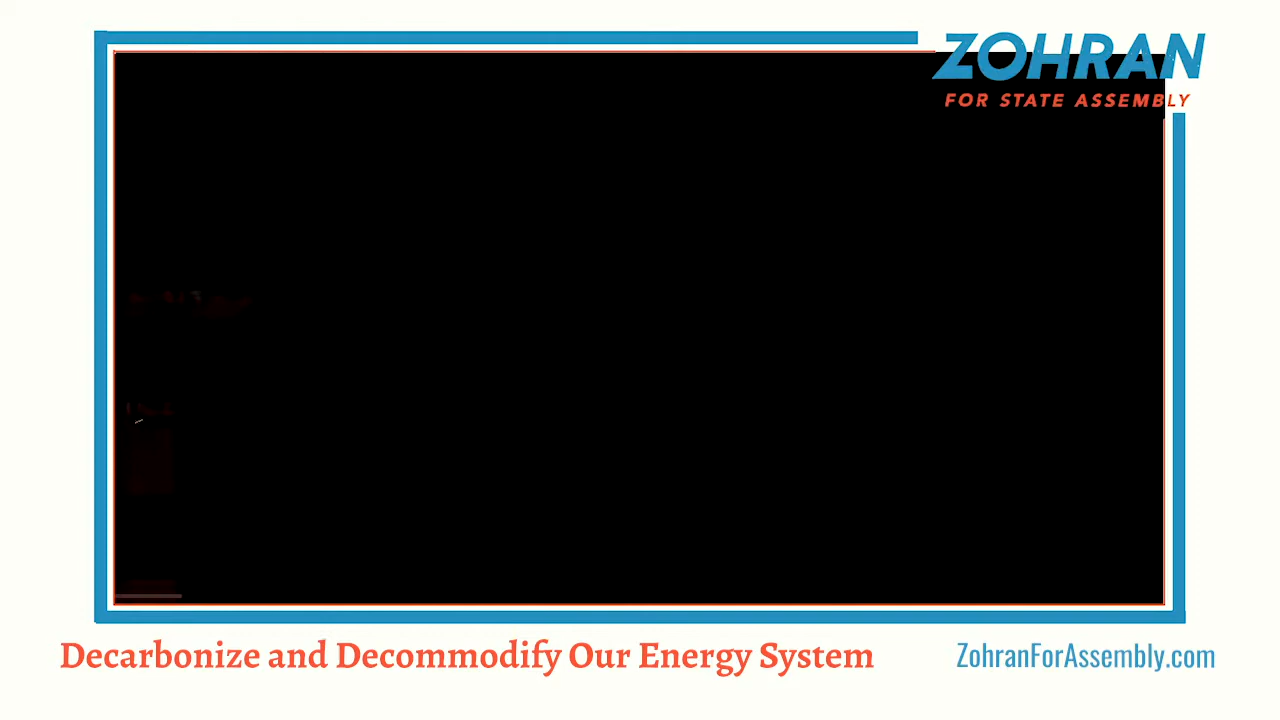 ZOHRAN
FOR STATE ASSEMBLY
Decarbonize and Decommodify Our Energy System
ZohranForAssembly.com